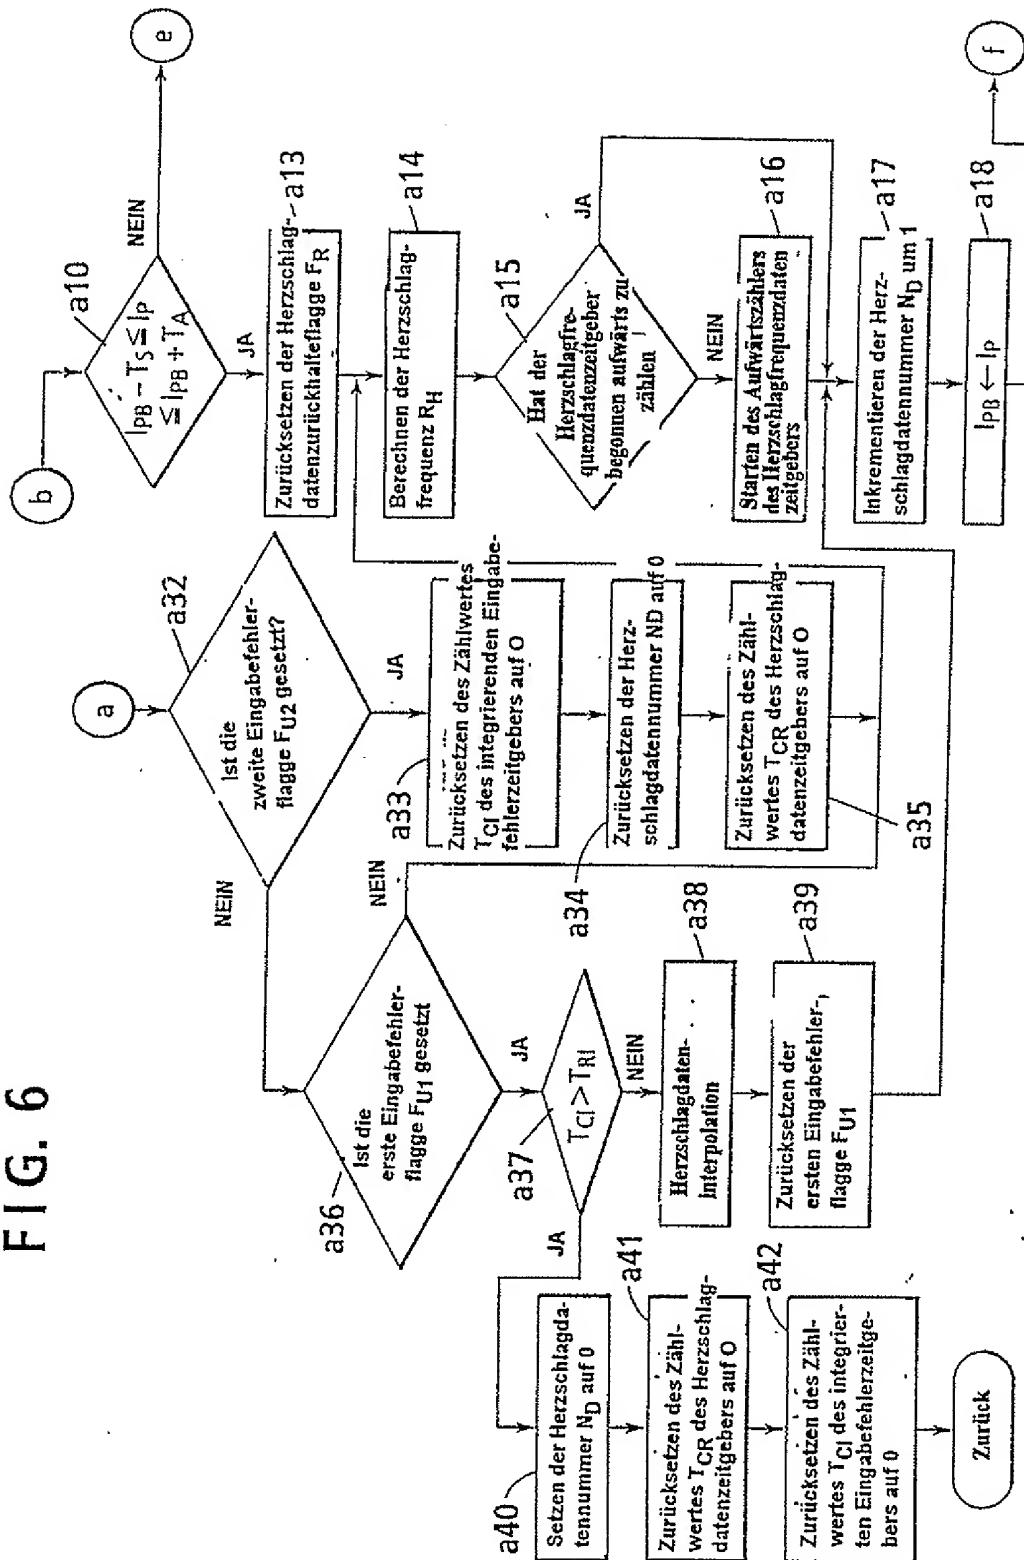 FIG. 6
a
b
a10
I_PB − T_S ≤ I_P
≤ I_PB + T_A
NEIN
e
JA
Zurücksetzen der Herzschlag-
datenzurückhalteflagge F_R
a13
Berechnen der Herzschlag-
frequenz R_H
a14
Hat der
Herzschlagfre-
quenzdatenzeitgeber
begonnen aufwärts zu
zählen
a15
JA
NEIN
Starten des Aufwärtszählers
des Herzschlagfrequenzdaten
zeitgebers
a16
Inkrementieren der Herz-
schlagdatennummer N_D um 1
a17
I_PB ← I_P
a18
f
Ist die
zweite Eingabefehler-
flagge F_U2 gesetzt?
a32
NEIN
JA
a33
Zurücksetzen des Zählwertes
T_CI des integrierenden Eingabe-
fehlerzeitgebers auf O
a34
Zurücksetzen der Herz-
schlagdatennummer ND auf 0
Zurücksetzen des Zähl-
wertes T_CR des Herzschlag-
datenzeitgebers auf O
a35
a36
Ist die
erste Eingabefehler-
flagge F_U1 gesetzt
NEIN
JA
a37
T_CI > T_RI
JA
NEIN
Herzschlagdaten-
Interpolation
a38
Zurücksetzen der
ersten Eingabefehler-,
flagge F_U1
a39
a40
Setzen der Herzschlagda-
tennummer N_D auf 0
a41
Zurücksetzen des Zähl-
wertes T_CR des Herzschlag-
datenzeitgebers auf O
a42
Zurücksetzen des Zähl-
wertes T_CI des integrier-
ten Eingabefehlerzeitge-
bers auf 0
Zurück